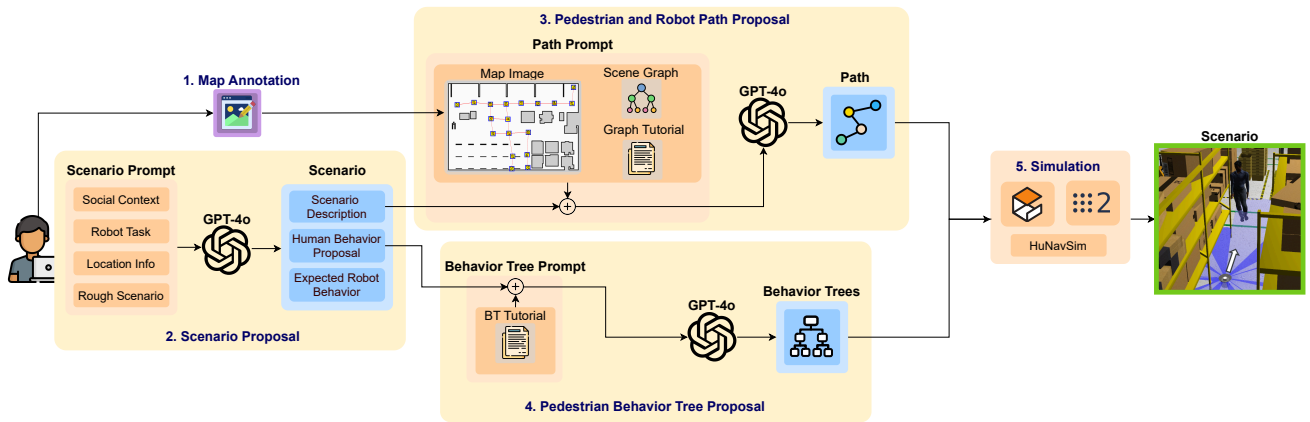 3. Pedestrian and Robot Path Proposal
Path Prompt
1. Map Annotation
Map Image
Scene Graph
Graph Tutorial
GPT-4o
Path
Scenario Prompt
Social Context
Robot Task
Location Info
Rough Scenario
GPT-4o
Scenario
Scenario
Description
Human Behavior
Proposal
Expected Robot
Behavior
2. Scenario Proposal
Behavior Tree Prompt
BT Tutorial
GPT-4o
Behavior Trees
4. Pedestrian Behavior Tree Proposal
5. Simulation
2
HuNavSim
Scenario